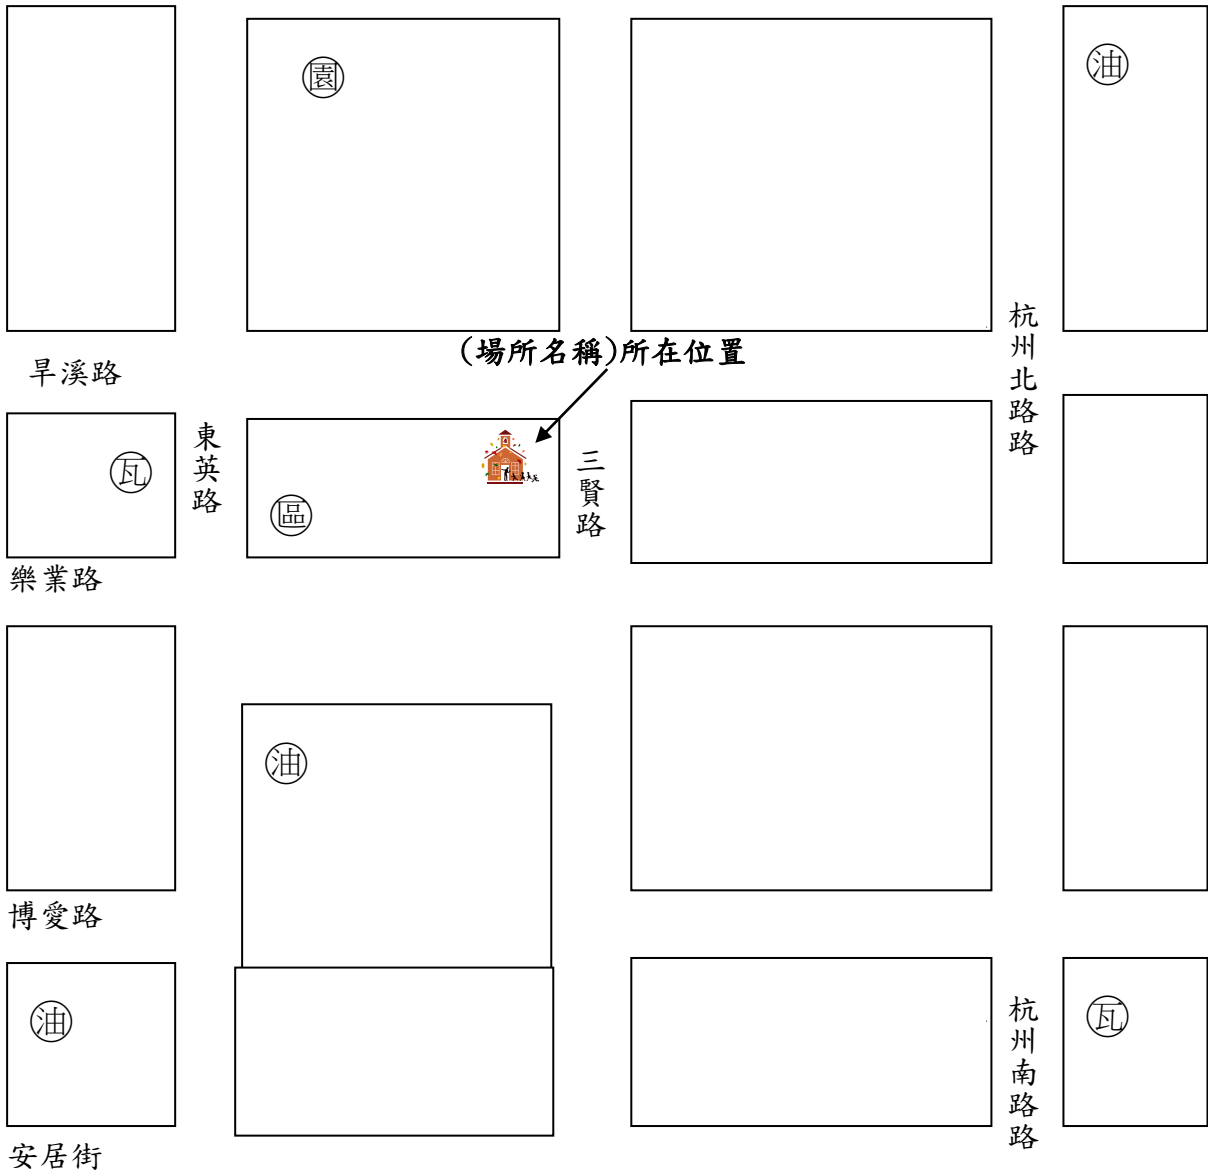 園
油
杭州北路路
(場所名稱)所在位置
旱溪路
東英路
瓦
三賢路
區
樂業路
油
博愛路
油
杭州南路路
瓦
安居街